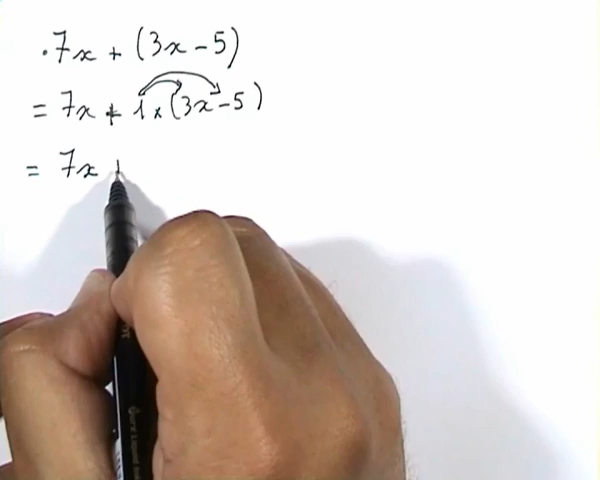 · 7x + (3x - 5)
= 7x + 1 × (3x - 5)
= 7x +